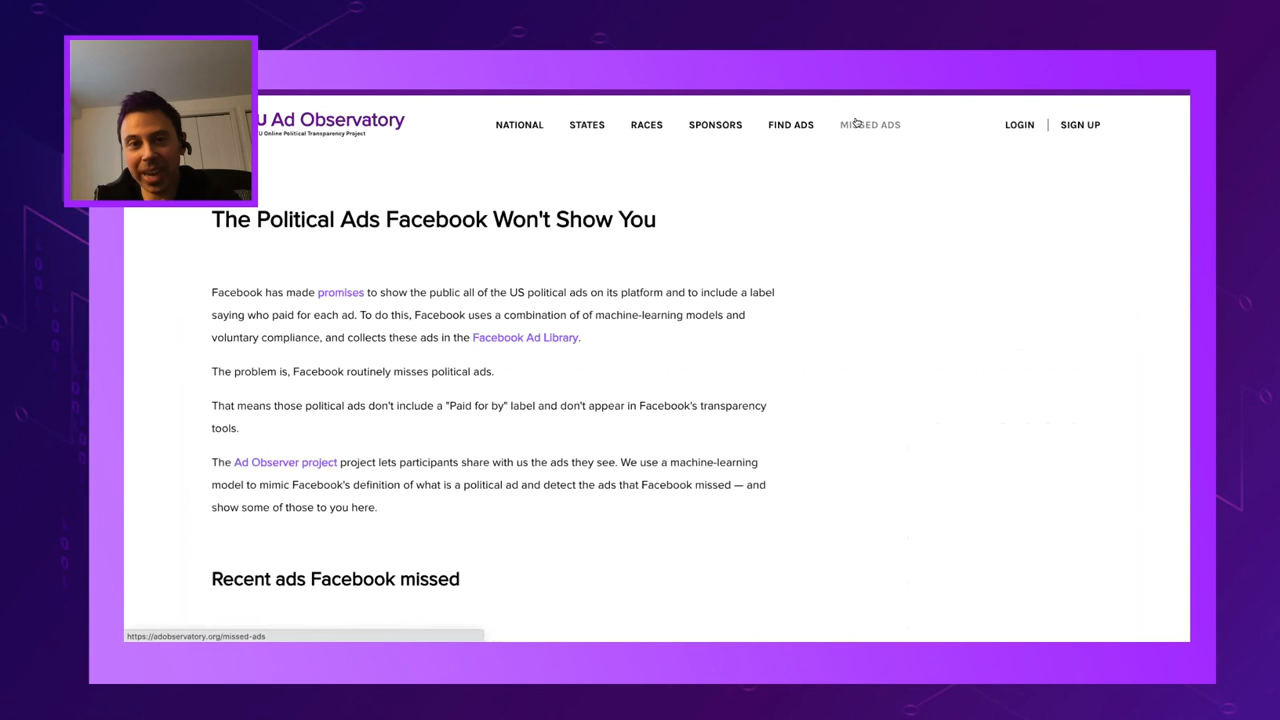 U Ad Observatory
U Online Political Transparency Project
NATIONAL STATES RACES SPONSORS FIND ADS MISSED ADS LOGIN | SIGN UP
The Political Ads Facebook Won't Show You
Facebook has made promises to show the public all of the US political ads on its platform and to include a label
saying who paid for each ad. To do this, Facebook uses a combination of of machine-learning models and
voluntary compliance, and collects these ads in the Facebook Ad Library.
The problem is, Facebook routinely misses political ads.
That means those political ads don't include a "Paid for by" label and don't appear in Facebook's transparency
tools.
The Ad Observer project project lets participants share with us the ads they see. We use a machine-learning
model to mimic Facebook's definition of what is a political ad and detect the ads that Facebook missed — and
show some of those to you here.
Recent ads Facebook missed
https://adobservatory.org/missed-ads